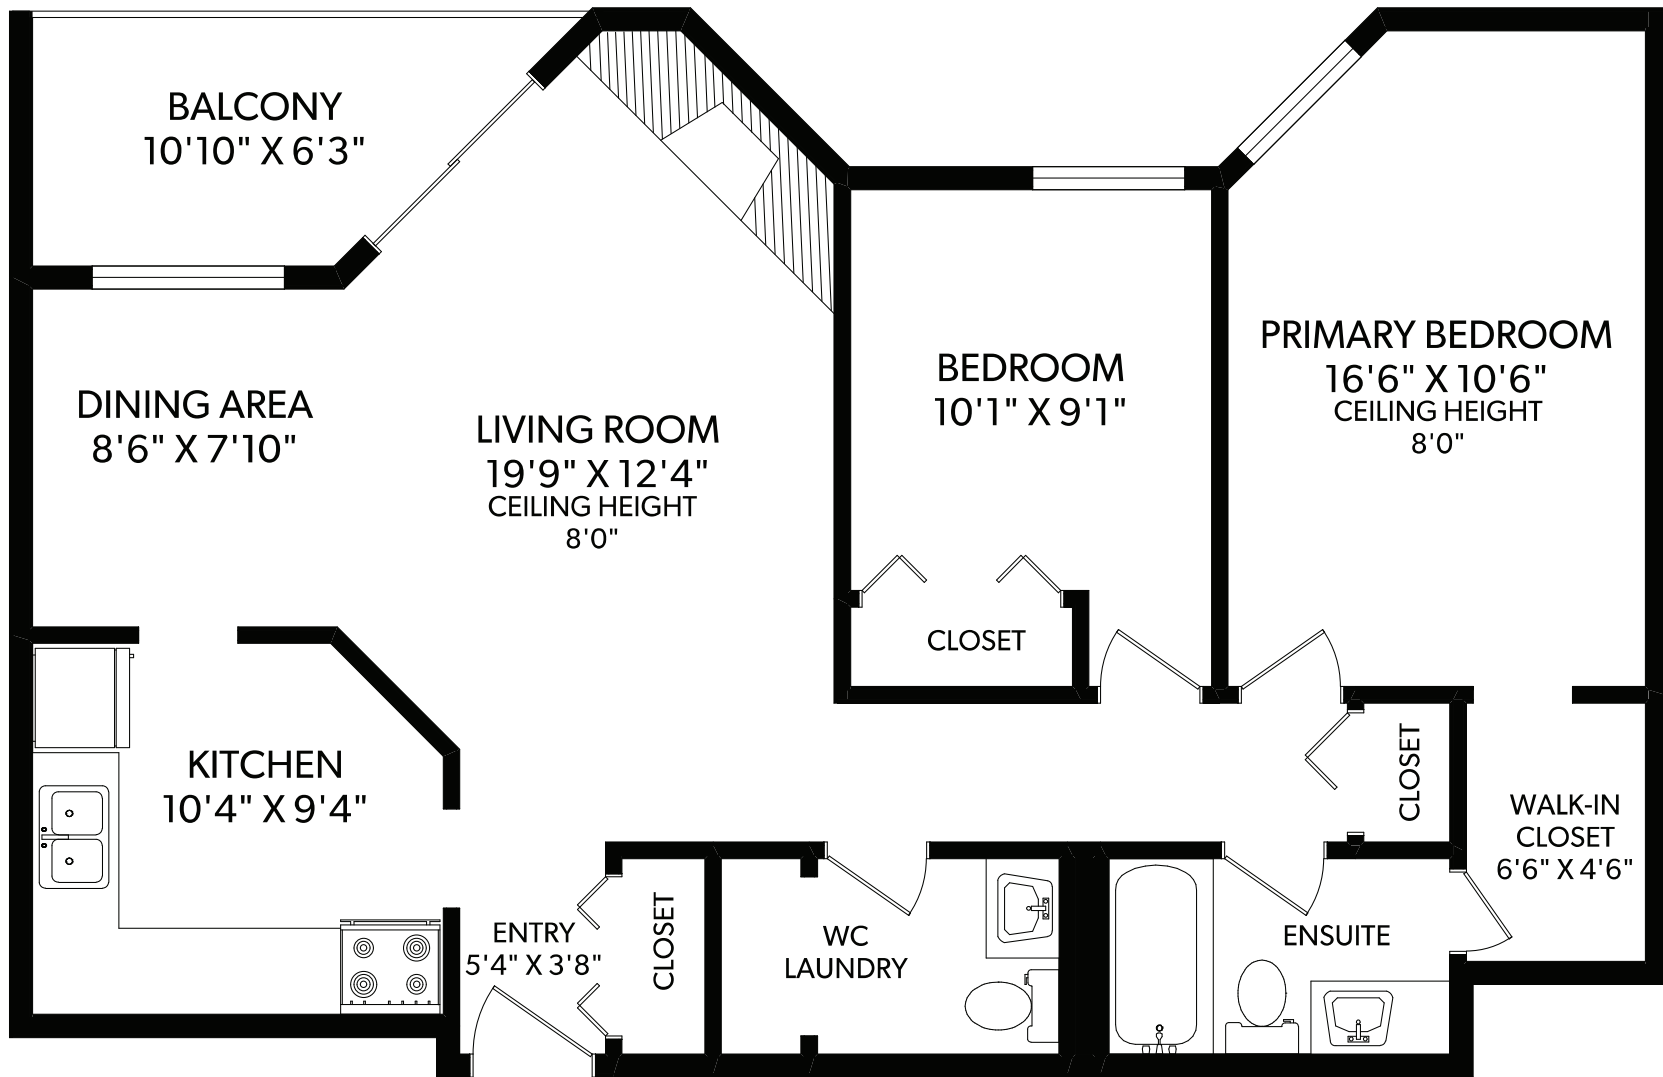 BALCONY
10'10" X 6'3"
DINING AREA
8'6" X 7'10"
LIVING ROOM
19'9" X 12'4"
CEILING HEIGHT
8'0"
BEDROOM
10'1" X 9'1"
CLOSET
PRIMARY BEDROOM
16'6" X 10'6"
CEILING HEIGHT
8'0"
KITCHEN
10'4" X 9'4"
ENTRY
5'4" X 3'8"
CLOSET
WC
LAUNDRY
ENSUITE
CLOSET
WALK-IN
CLOSET
6'6" X 4'6"